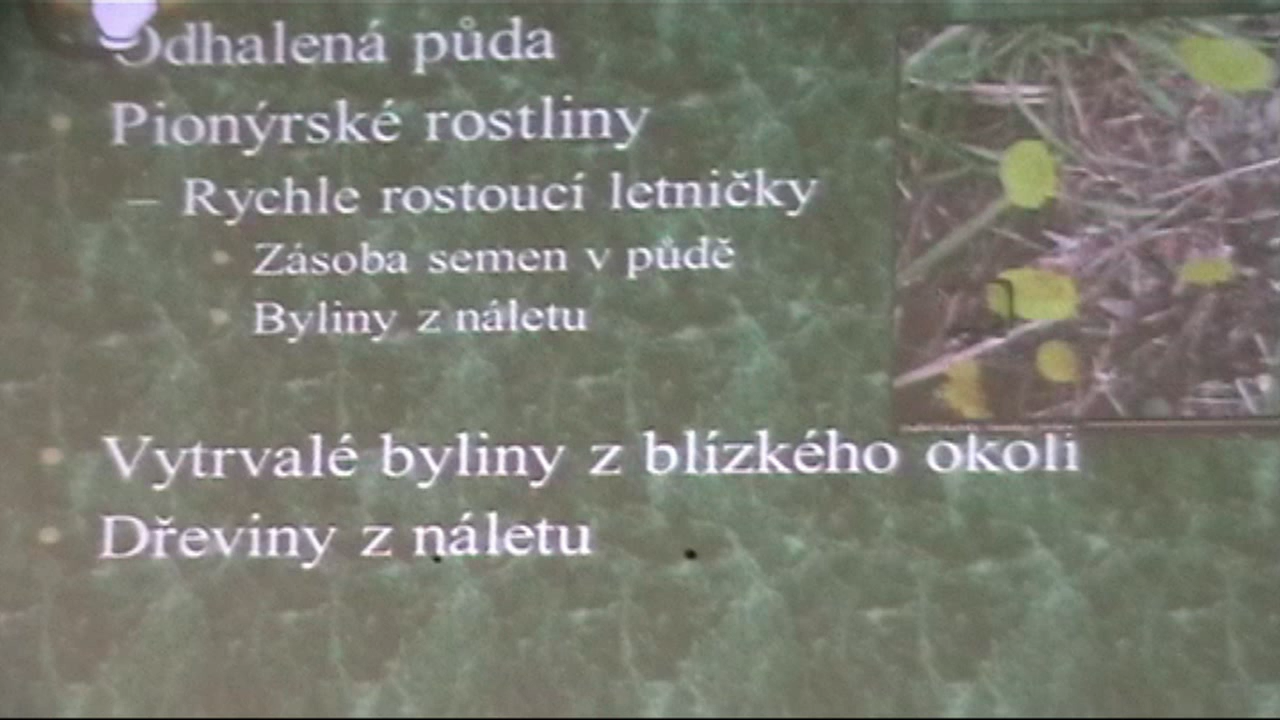 Odhalená půda
Pionýrské rostliny
– Rychle rostoucí letničky
Zásoba semen v půdě
Byliny z náletu
Vytrvalé byliny z blízkého okolí
Dřeviny z náletu